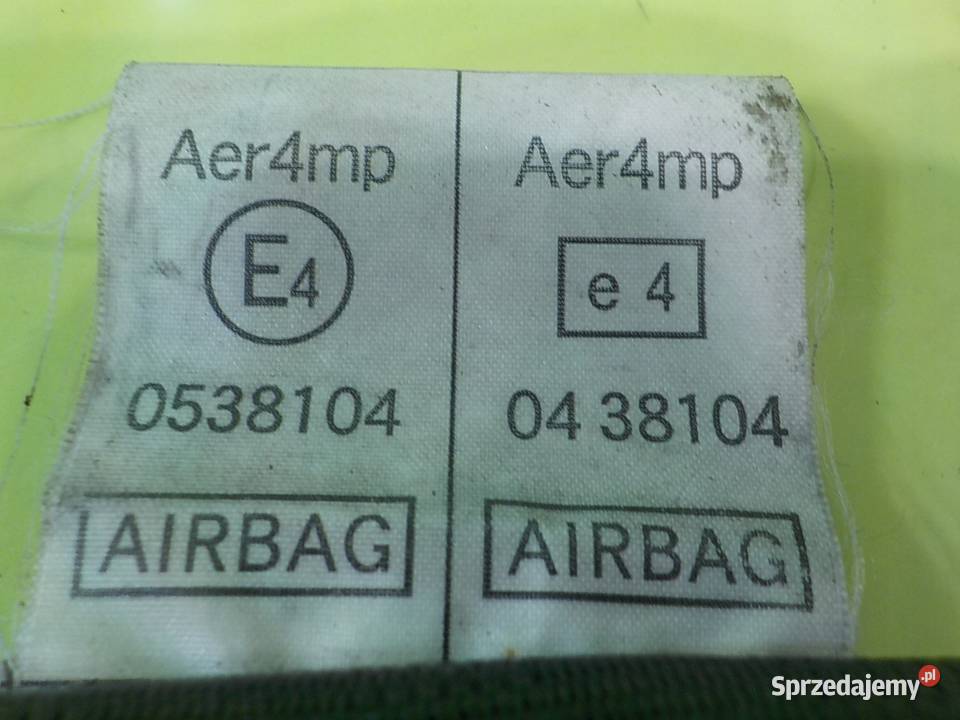 Aer4mp
E4
0538104
AIRBAG
Aer4mp
e 4
04 38104
AIRBAG
Sprzedajemy.pl